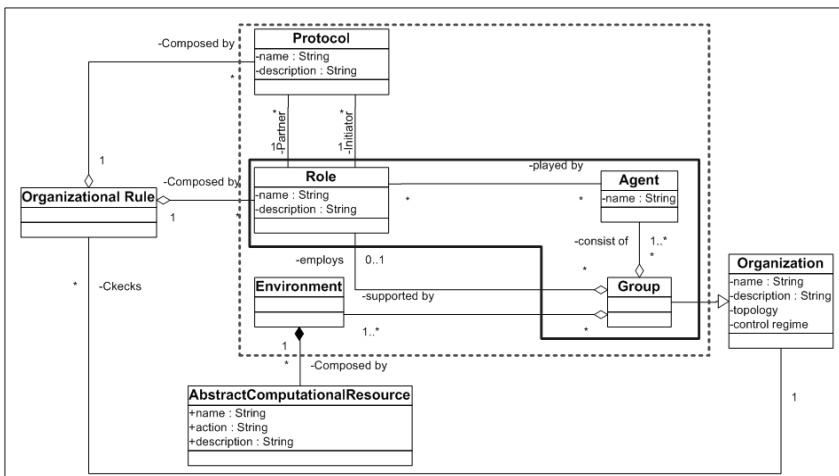 Protocol
-name : String
-description : String
-Composed by
*
1
*
*
-Partner
-Initiator
1
1
Organizational Rule
-Composed by
1
*
Role
-name : String
-description : String
-played by
*
*
Agent
-name : String
-consist of
1..*
*
-employs
0..1
*
Environment
-supported by
Group
1..*
*
Organization
-name : String
-description : String
-topology
-control regime
*
-Ckecks
1
*
-Composed by
AbstractComputationalResource
+name : String
+action : String
+description : String
1